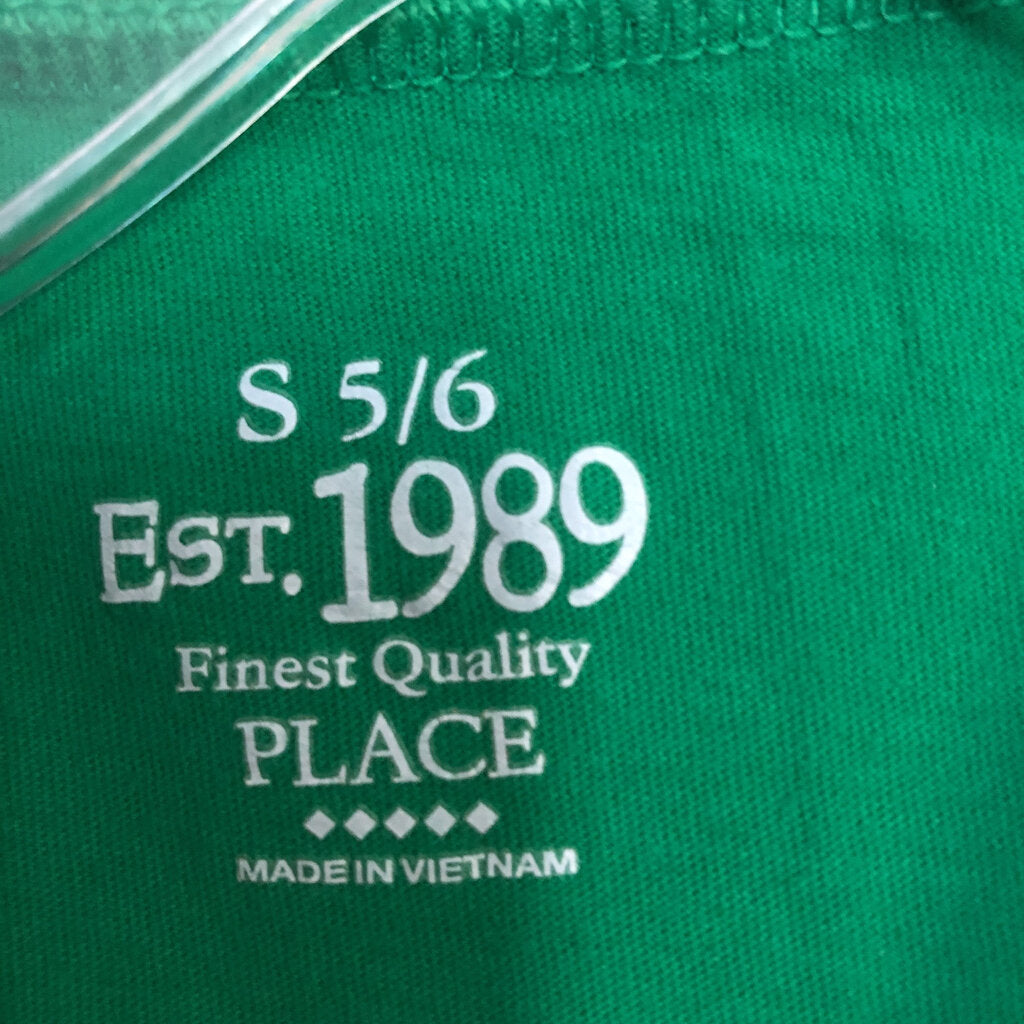 S 5/6
EST. 1989
Finest Quality
PLACE
MADE IN VIETNAM